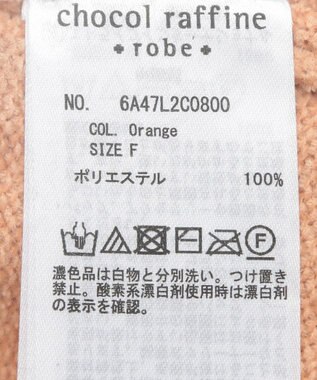 chocol raffine
robe
NO. 6A47L2C0800
COL. Orange
SIZE F
ポリエステル 100%
濃色品は白物と分別洗い。つけ置き
禁止。酸素系漂白剤使用時は漂白剤
の表示を確認。